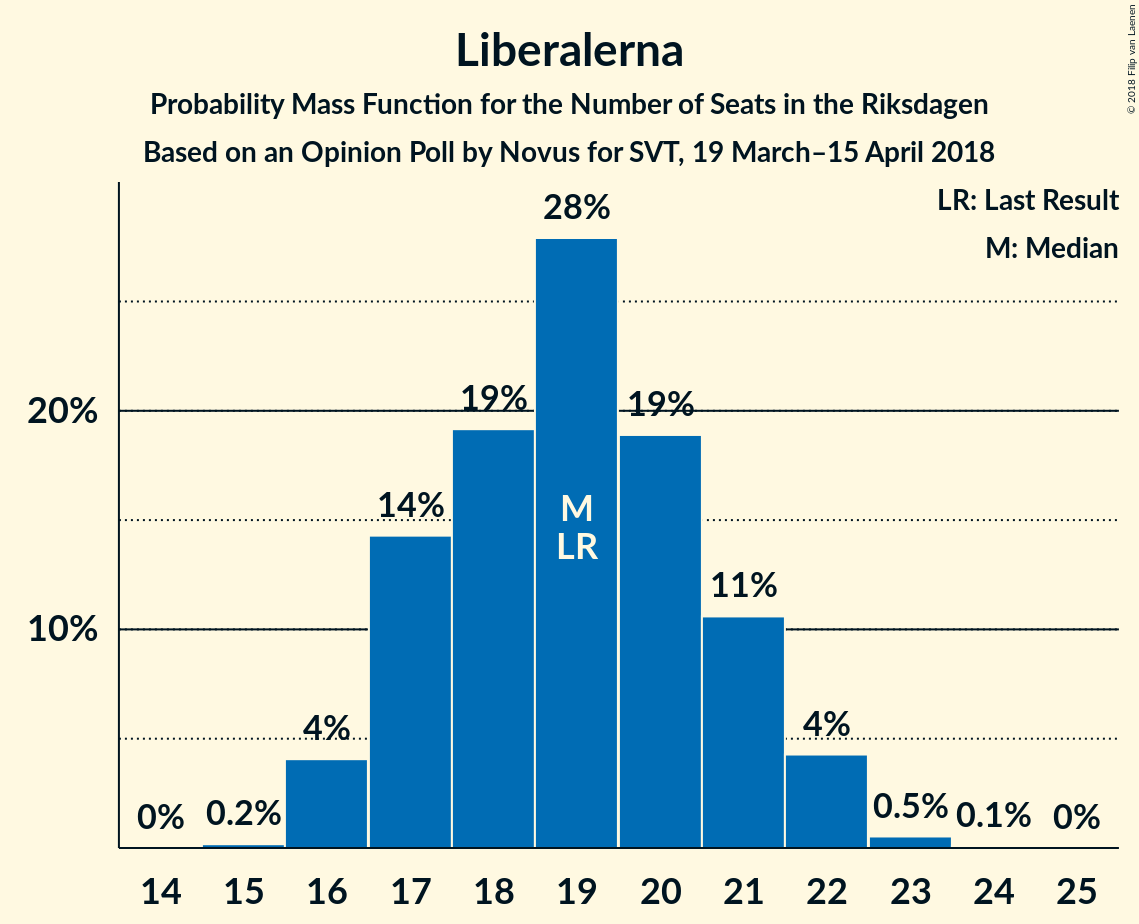 Liberalerna
Probability Mass Function for the Number of Seats in the Riksdagen
Based on an Opinion Poll by Novus for SVT, 19 March–15 April 2018
© 2018 Filip van Laenen
LR: Last Result
M: Median
28%
20%
19%
19%
14%
M
LR
11%
10%
4%
4%
0%
0.2%
0.5%
0.1%
0%
14 15 16 17 18 19 20 21 22 23 24 25